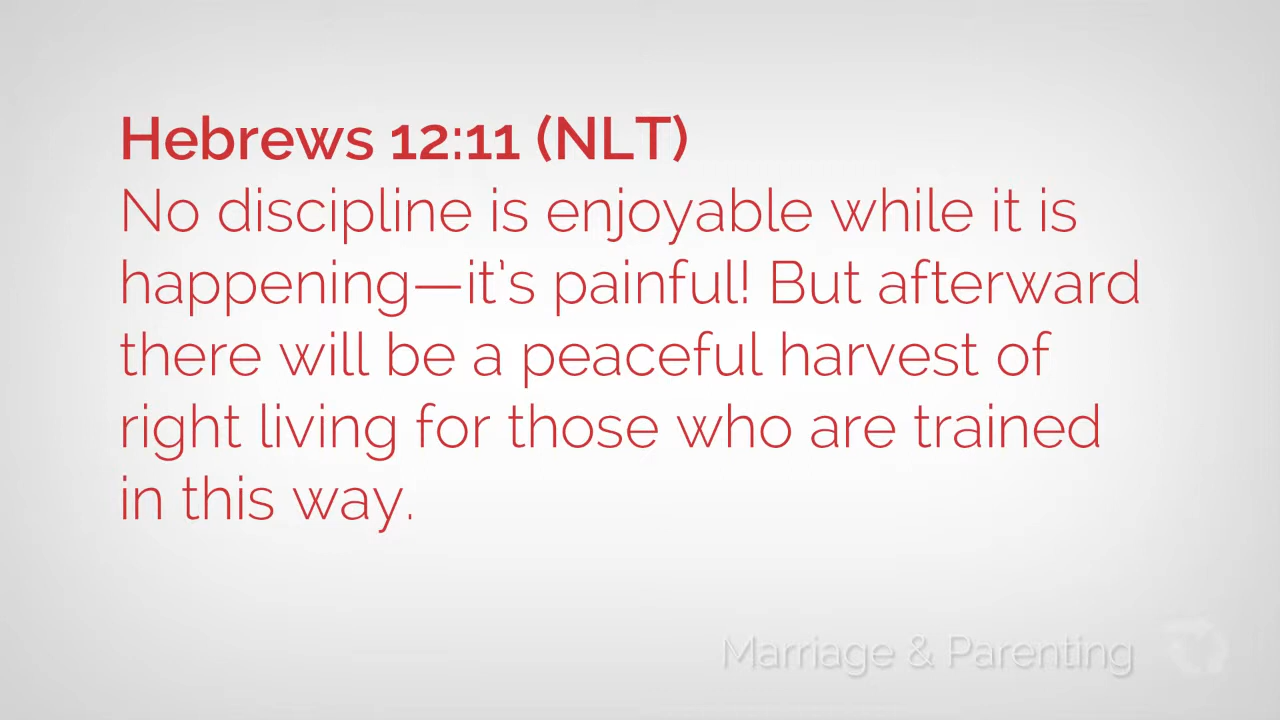 Hebrews 12:11 (NLT)
No discipline is enjoyable while it is
happening—it's painful! But afterward
there will be a peaceful harvest of
right living for those who are trained
in this way.
Marriage & Parenting